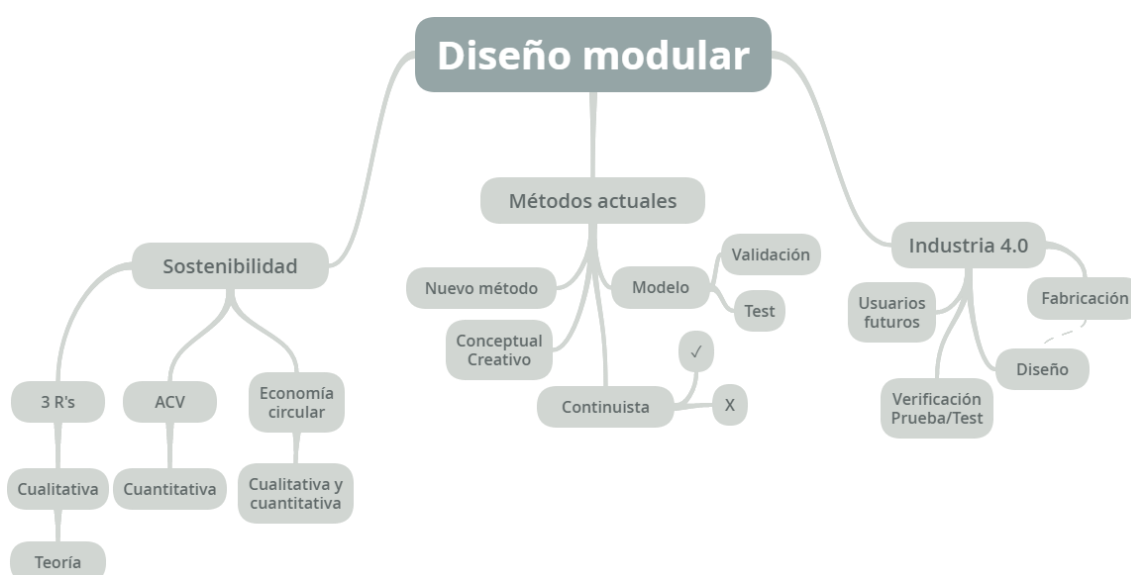 Diseño modular
Métodos actuales
Sostenibilidad
Industria 4.0
Nuevo método
Modelo
Validación
Test
Conceptual
Creativo
Continuista
✓
X
Usuarios
futuros
Fabricación
Diseño
Verificación
Prueba/Test
3 R's
ACV
Economía
circular
Cualitativa
Cuantitativa
Cualitativa y
cuantitativa
Teoría